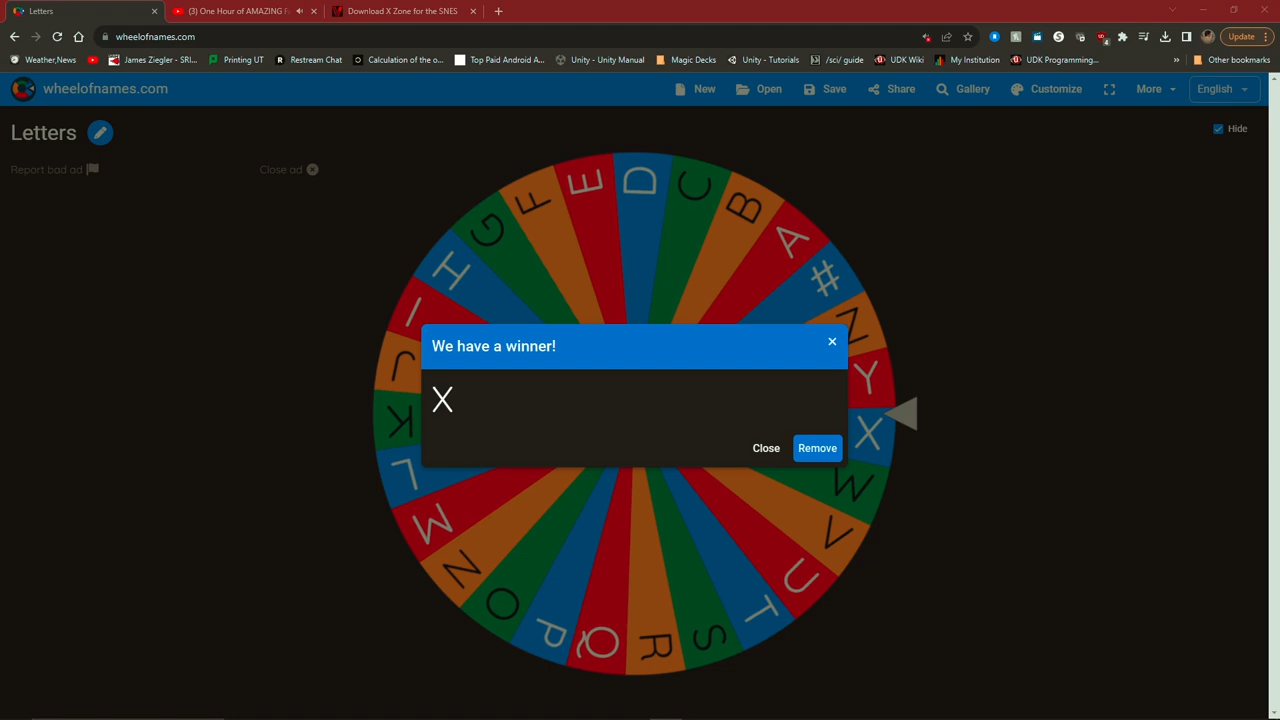 Letters
(3) One Hour of AMAZING F
Download X Zone for the SNES
wheelofnames.com
4
Update
Weather,News
James Ziegler - SRI...
Printing UT
Restream Chat
Calculation of the o...
Top Paid Android A...
Unity - Unity Manual
Magic Decks
Unity - Tutorials
/sci/ guide
UDK Wiki
My Institution
UDK Programming...
»
Other bookmarks
wheelofnames.com
New
Open
Save
Share
Gallery
Customize
More
English
Letters
Hide
Report bad ad
Close ad
#
A
B
C
D
E
F
G
H
I
J
K
L
M
N
O
P
Q
R
S
T
U
V
W
X
Y
Z
We have a winner!
X
Close
Remove